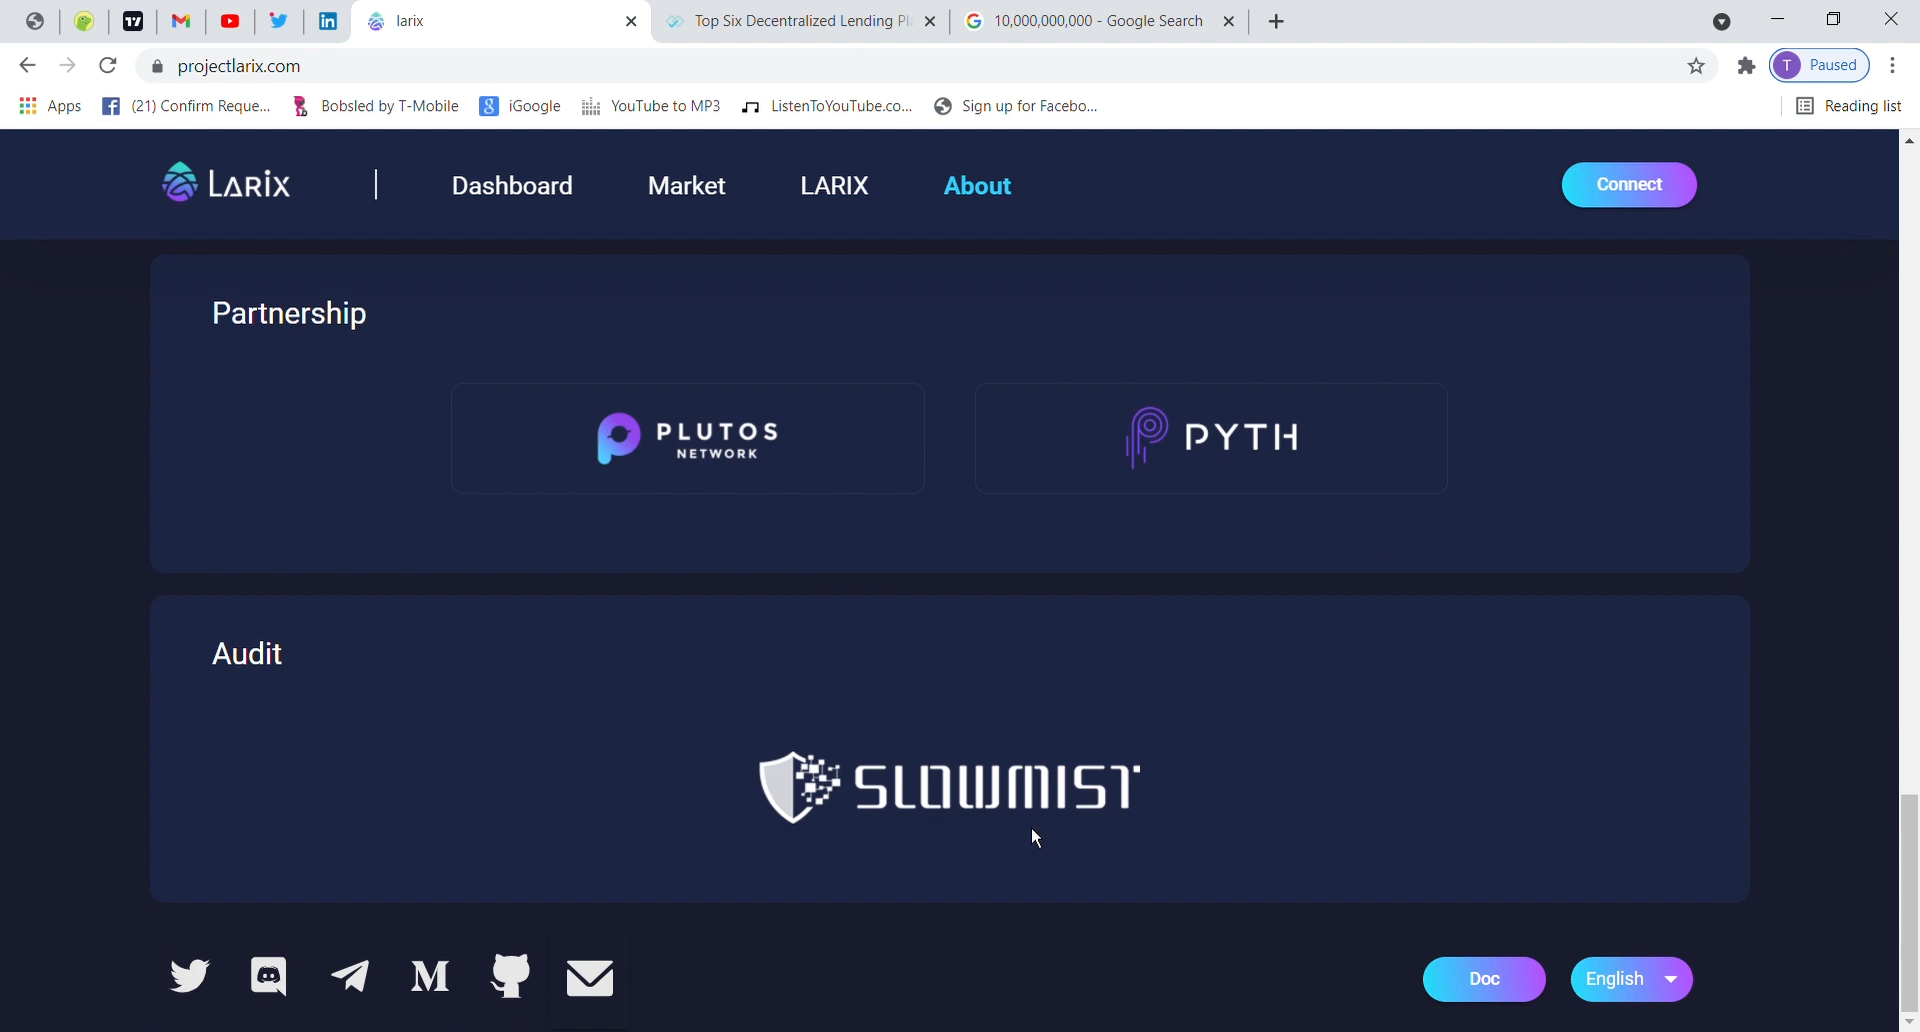 larix
Top Six Decentralized Lending Pl
10,000,000,000 - Google Search
projectlarix.com
T Paused
Apps
(21) Confirm Reque...
Bobsled by T-Mobile
iGoogle
YouTube to MP3
ListenToYouTube.co...
Sign up for Facebo...
Reading list
LARIX
Dashboard
Market
LARIX
About
Connect
Partnership
PLUTOS
NETWORK
PYTH
Audit
SLOWMIST
Doc
English